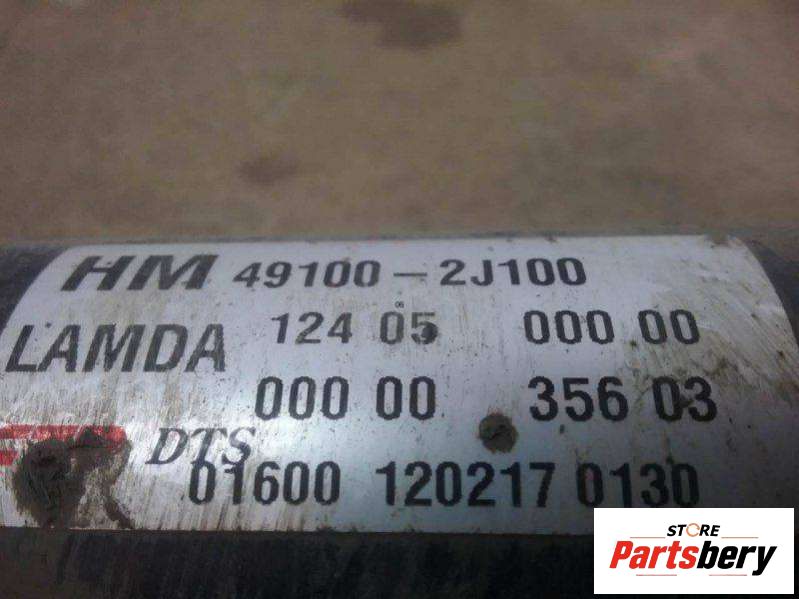 HM 49100-2J100
LAMDA 124 05 000 00
000 00 356 03
DTS
01600 120217 0130
STORE
Partsbery